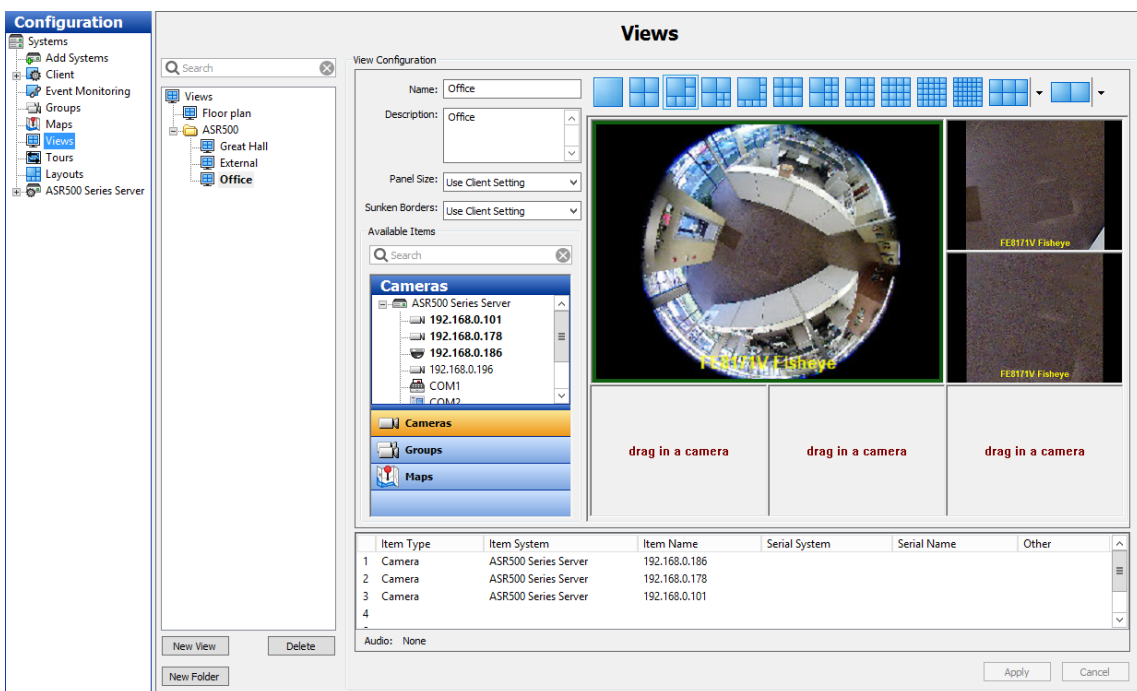 Configuration
Systems
Add Systems
Client
Event Monitoring
Groups
Maps
Views
Tours
Layouts
ASR500 Series Server
Views
Search
Views
Floor plan
ASR500
Great Hall
External
Office
New View
Delete
New Folder
View Configuration
Name: Office
Description: Office
Panel Size: Use Client Setting
Sunken Borders: Use Client Setting
Available Items
Search
Cameras
ASR500 Series Server
192.168.0.101
192.168.0.178
192.168.0.186
192.168.0.196
COM1
COM2
Cameras
Groups
Maps
FE8171V Fisheye
FE8171V Fisheye
FE8171V Fisheye
drag in a camera
drag in a camera
drag in a camera
Item Type Item System Item Name Serial System Serial Name Other
1 Camera ASR500 Series Server 192.168.0.186
2 Camera ASR500 Series Server 192.168.0.178
3 Camera ASR500 Series Server 192.168.0.101
4
Audio: None
Apply
Cancel